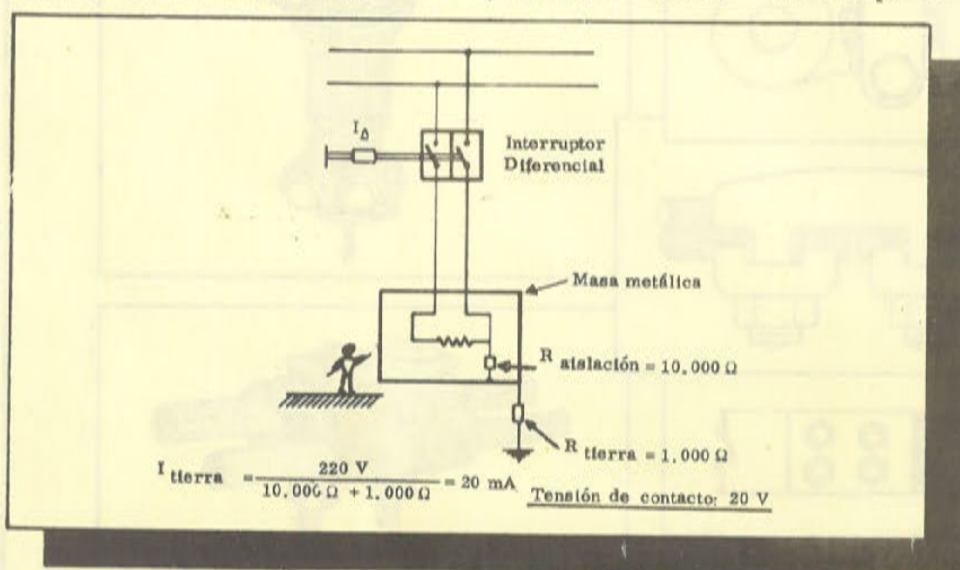 I Δ
Interruptor
Diferencial
Masa metálica
R aislación = 10.000 Ω
R tierra = 1.000 Ω
I tierra = 220 V / 10.000 Ω + 1.000 Ω = 20 mA
Tensión de contacto: 20 V